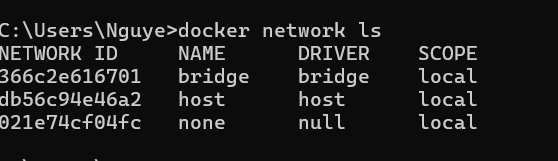 C:\Users\Nguye>docker network ls
NETWORK ID     NAME      DRIVER    SCOPE
366c2e616701   bridge    bridge    local
db56c94e46a2   host      host      local
021e74cf04fc   none      null      local